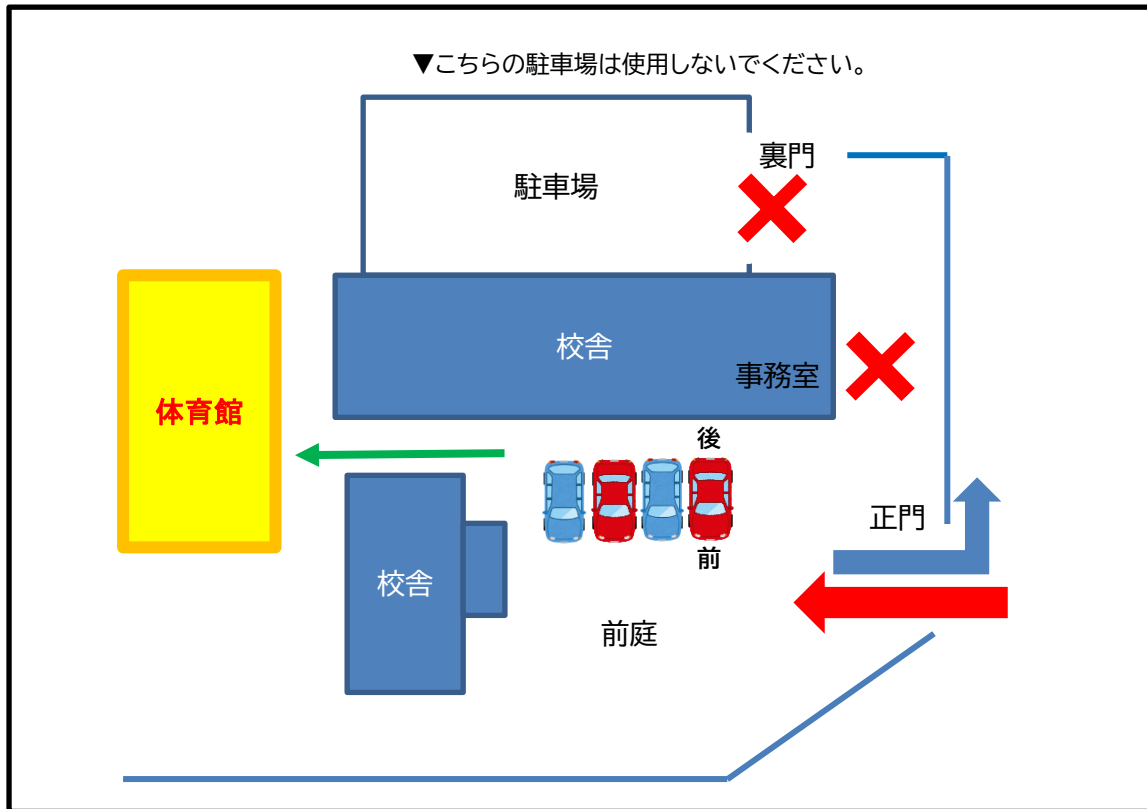 ▼こちらの駐車場は使用しないでください。
裏門
駐車場
校舎
事務室
体育館
後
正門
前
校舎
前庭